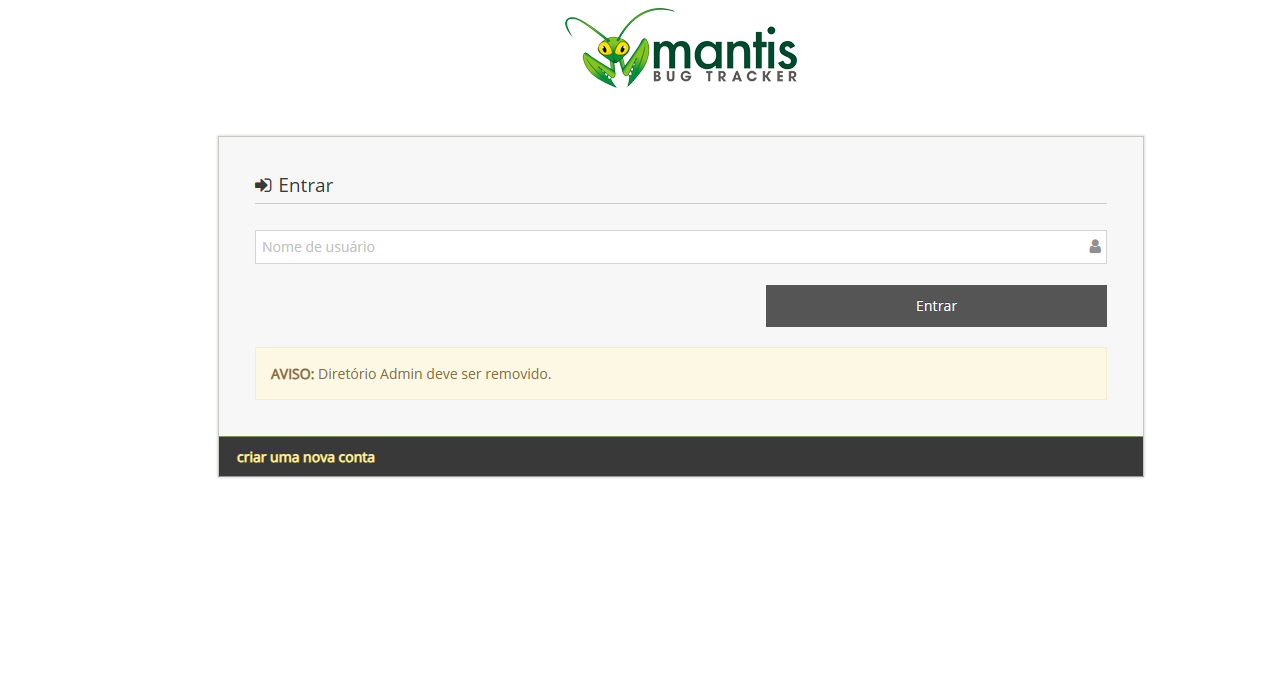 mantis
BUG TRACKER
Entrar
Nome de usuário
Entrar
AVISO: Diretório Admin deve ser removido.
criar uma nova conta